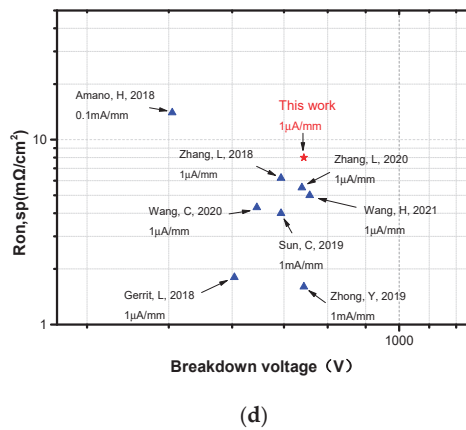 Amano, H, 2018
0.1mA/mm
This work
1μA/mm
10
Zhang, L, 2018
1μA/mm
Zhang, L, 2020
1μA/mm
Wang, C, 2020
1μA/mm
Wang, H, 2021
1μA/mm
Sun, C, 2019
1mA/mm
Gerrit, L, 2018
1μA/mm
Zhong, Y, 2019
1mA/mm
1
1000
Ron,sp(mΩ/cm²)
Breakdown voltage（V）
(d)